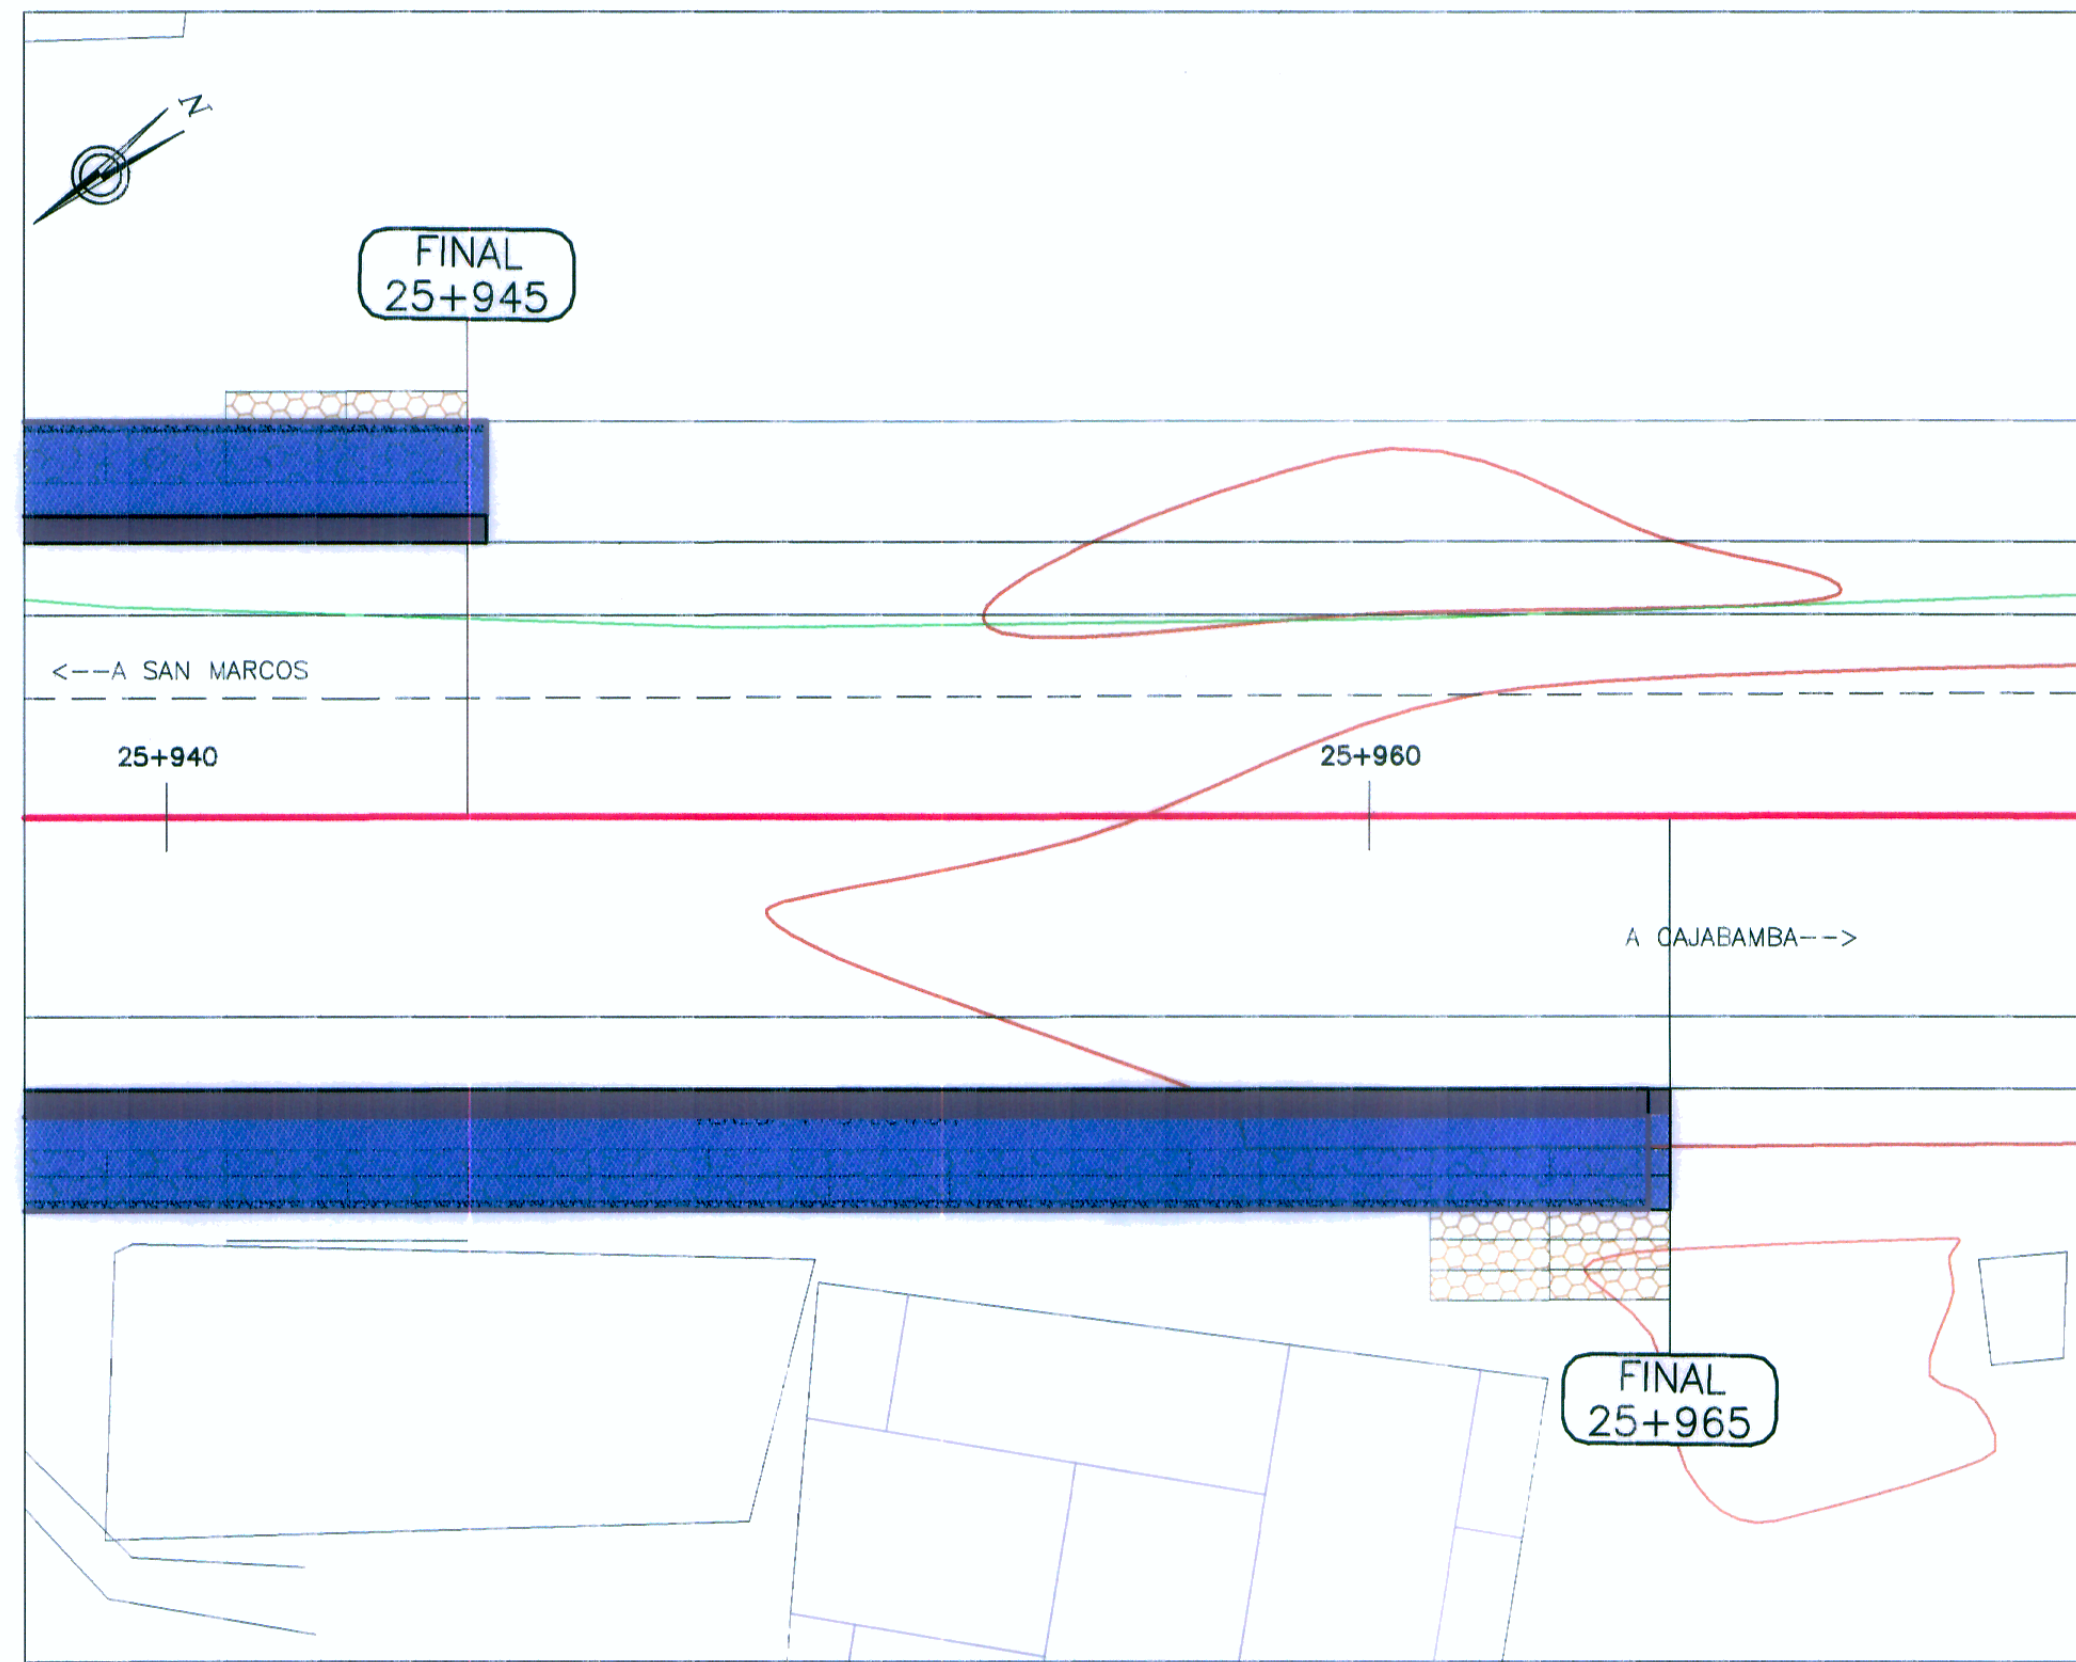 N
FINAL
25+945
<--A SAN MARCOS
25+940
25+960
A CAJABAMBA-->
FINAL
25+965